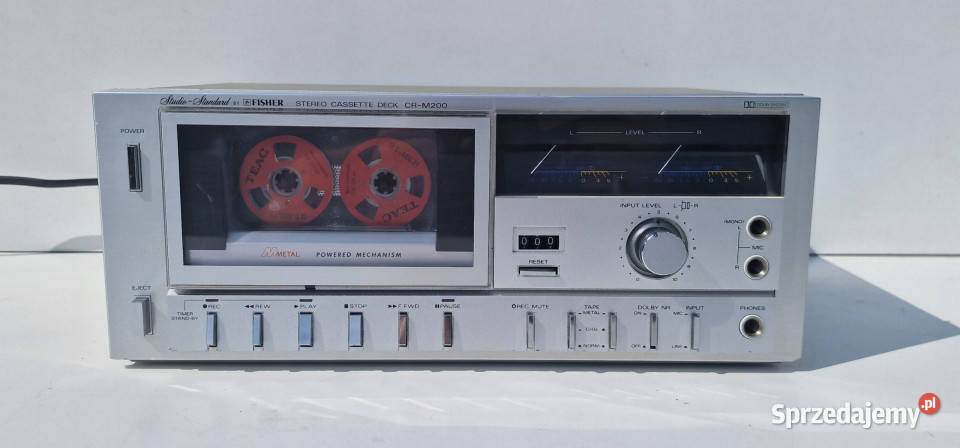 Studio-Standard BY FISHER STEREO CASSETTE DECK CR-M200
DOLBY SYSTEM
POWER
L LEVEL R
TEAC
TEAC
METAL POWERED MECHANISM
INPUT LEVEL L R
0 10
000
RESET
(MONO)
L
MIC
R
EJECT
TIMER
STAND-BY
REC REW PLAY STOP F.FWD PAUSE
REC MUTE TAPE DOLBY NR INPUT
METAL ON MIC
OFF LINE
NORM
PHONES
Sprzedajemy.pl